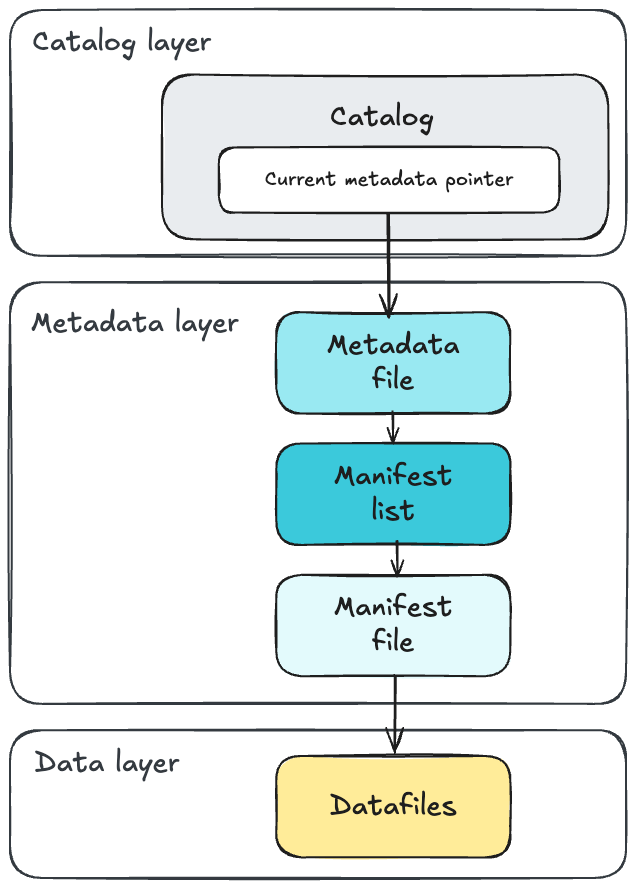 Catalog layer
Catalog
Current metadata pointer
Metadata layer
Metadata
file
Manifest
list
Manifest
file
Data layer
Datafiles